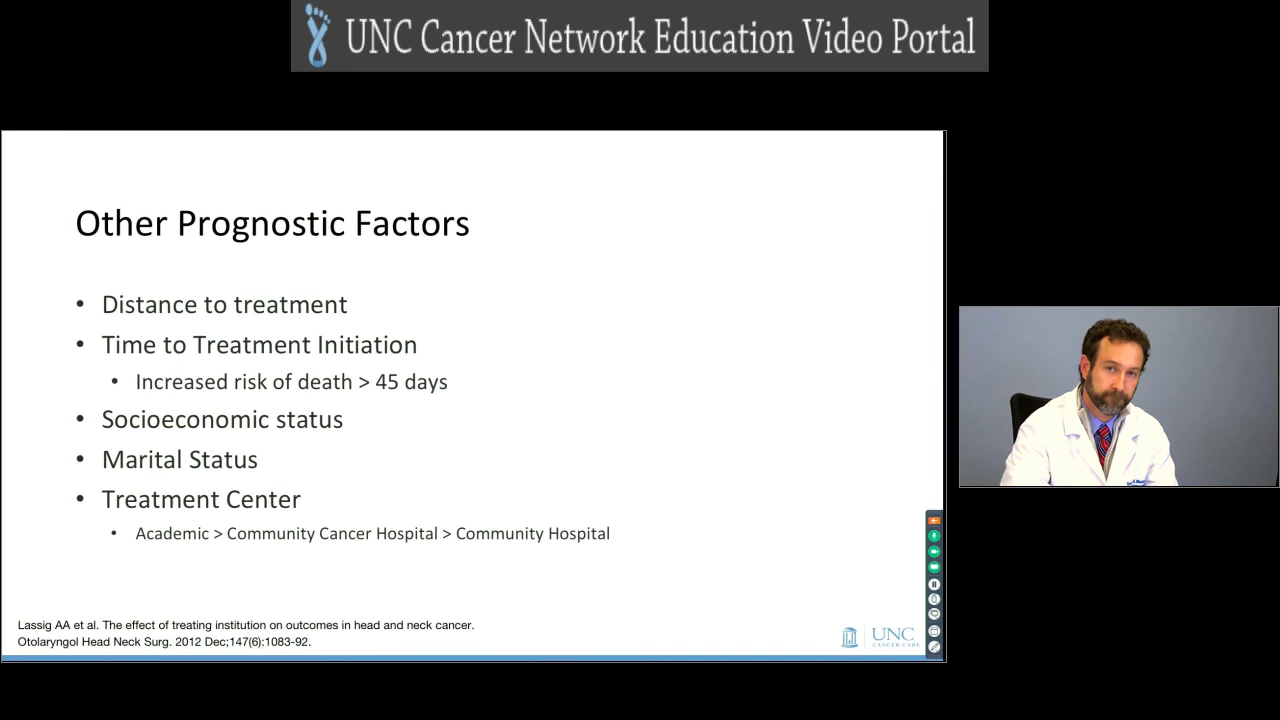 UNC Cancer Network Education Video Portal
Other Prognostic Factors
• Distance to treatment
• Time to Treatment Initiation
• Increased risk of death > 45 days
• Socioeconomic status
• Marital Status
• Treatment Center
• Academic > Community Cancer Hospital > Community Hospital
Lassig AA et al. The effect of treating institution on outcomes in head and neck cancer.
Otolaryngol Head Neck Surg. 2012 Dec;147(6):1083-92.
UNC
CANCER CARE